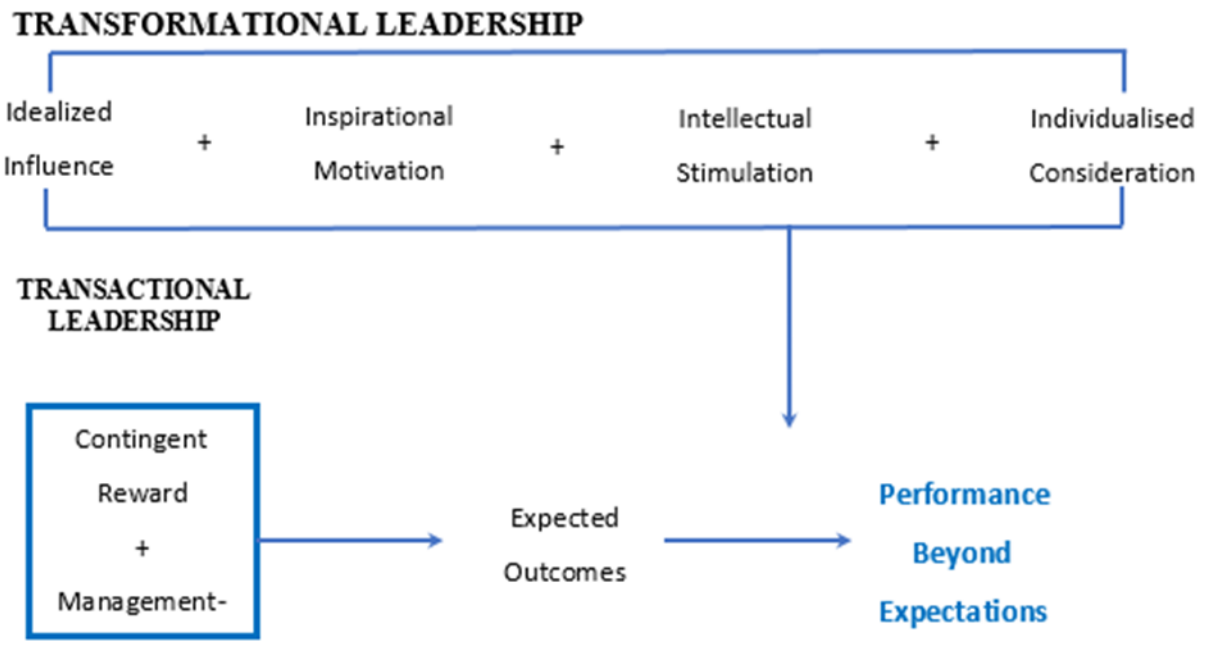 TRANSFORMATIONAL LEADERSHIP
Idealized
Influence
+
Inspirational
Motivation
+
Intellectual
Stimulation
+
Individualised
Consideration
TRANSACTIONAL
LEADERSHIP
Contingent
Reward
+
Management-
Expected
Outcomes
Performance
Beyond
Expectations